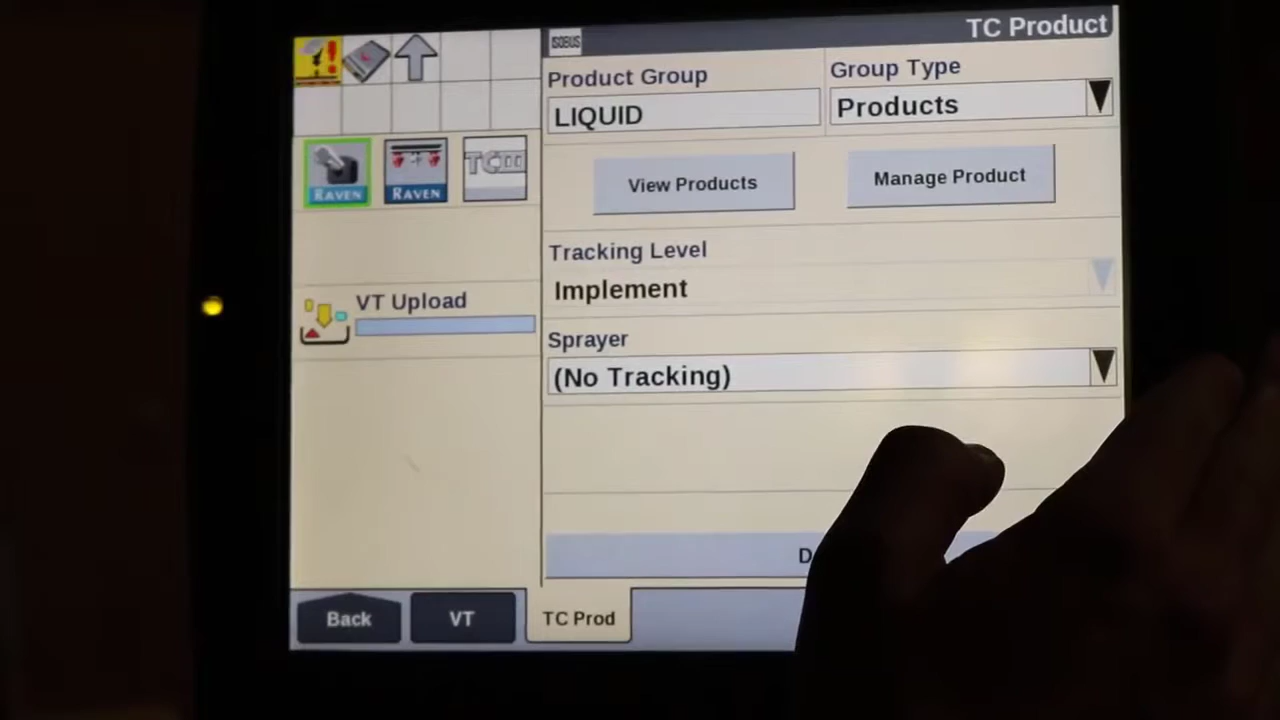 ISOBUS
TC Product
Product Group
Group Type
LIQUID
Products
RAVEN
RAVEN
TC
View Products
Manage Product
Tracking Level
Implement
VT Upload
Sprayer
(No Tracking)
Back
VT
TC Prod